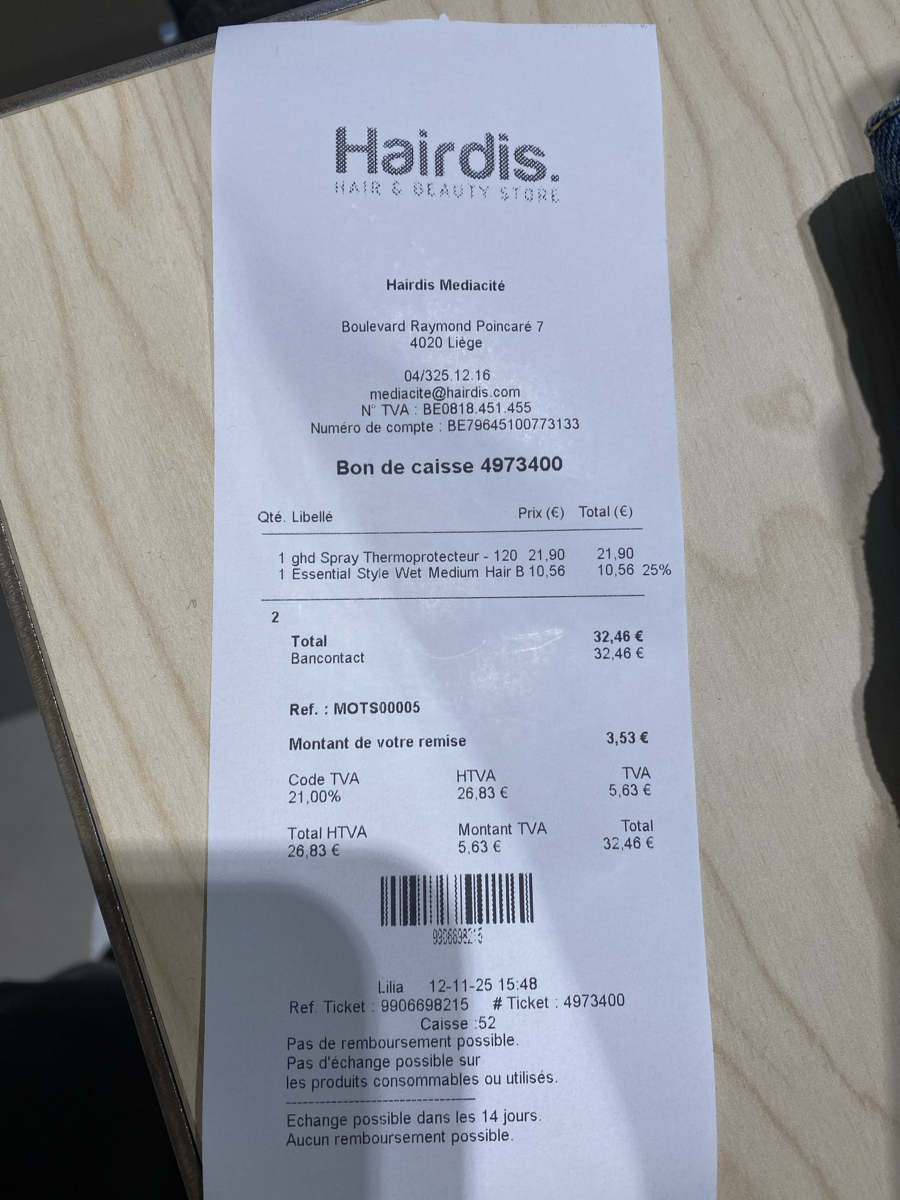 Hairdis.
HAIR & BEAUTY STORE
Hairdis Mediacité
Boulevard Raymond Poincaré 7
4020 Liège
04/325.12.16
mediacite@hairdis.com
N° TVA : BE0818.451.455
Numéro de compte : BE79645100773133
Bon de caisse 4973400
Qté. Libellé Prix (€) Total (€)
1 ghd Spray Thermoprotecteur - 120 21,90 21,90
1 Essential Style Wet Medium Hair B 10,56 10,56 25%
2
Total 32,46 €
Bancontact 32,46 €
Ref. : MOTS00005
Montant de votre remise 3,53 €
Code TVA HTVA TVA
21,00% 26,83 € 5,63 €
Total HTVA Montant TVA Total
26,83 € 5,63 € 32,46 €
9906698215
Lilia 12-11-25 15:48
Ref. Ticket : 9906698215 # Ticket : 4973400
Caisse :52
Pas de remboursement possible.
Pas d'échange possible sur
les produits consommables ou utilisés.
--------------------------------------
Echange possible dans les 14 jours.
Aucun remboursement possible.